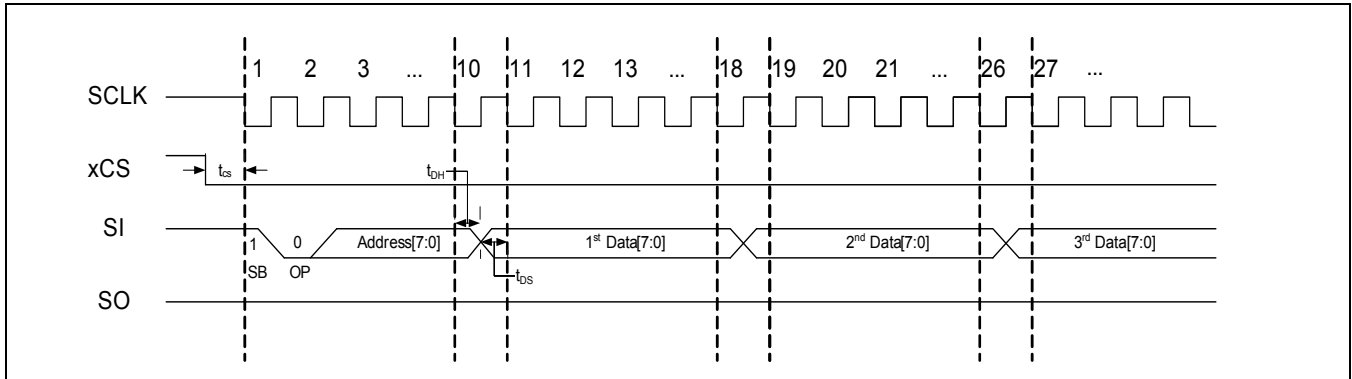 1 2 3 ... 10 11 12 13 ... 18 19 20 21 ... 26 27 ...
SCLK
xCS
tcs
tDH
SI
1 0 Address[7:0] 1st Data[7:0] 2nd Data[7:0] 3rd Data[7:0]
SB OP
tDS
SO